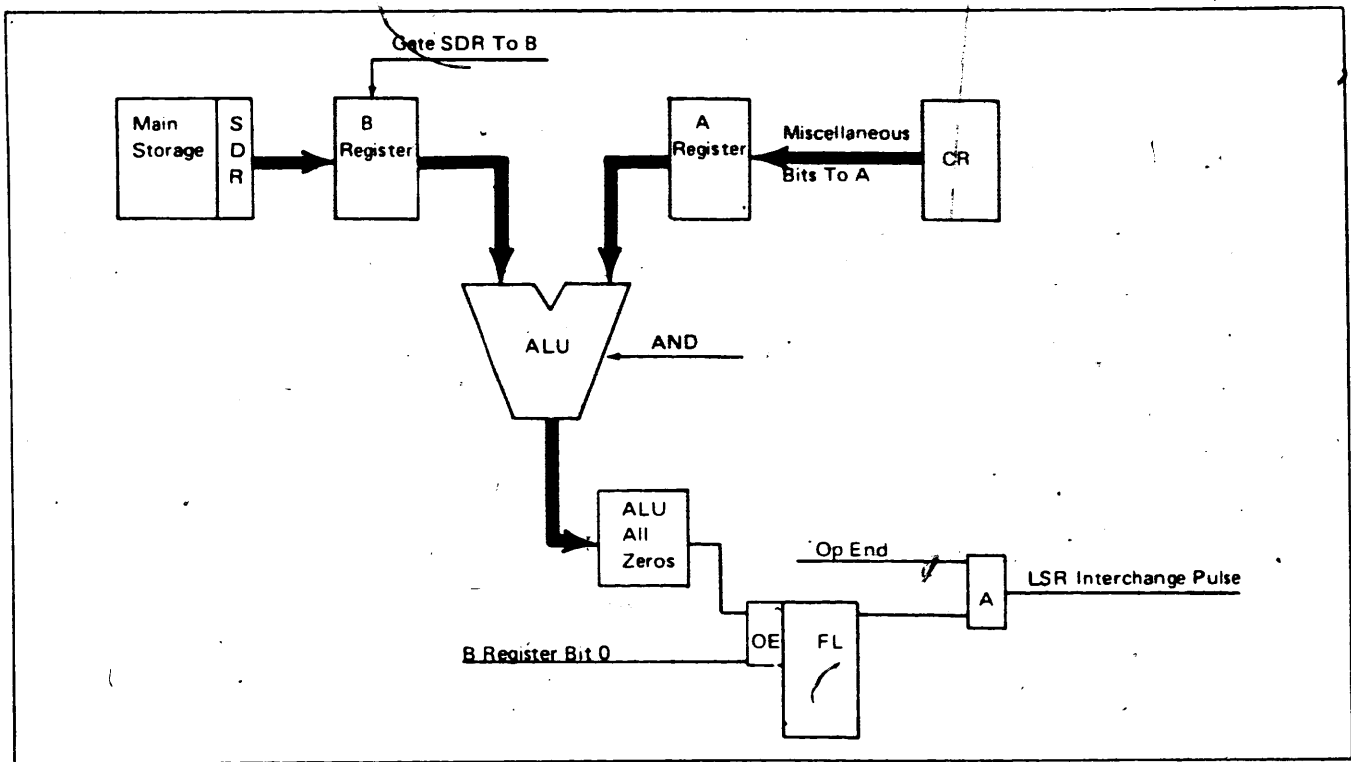 Gate SDR To B
Main
Storage
S
D
R
B
Register
A
Register
Miscellaneous
Bits To A
CR
ALU
AND
ALU
All
Zeros
Op End
A
LSR Interchange Pulse
OE
FL
B Register Bit 0